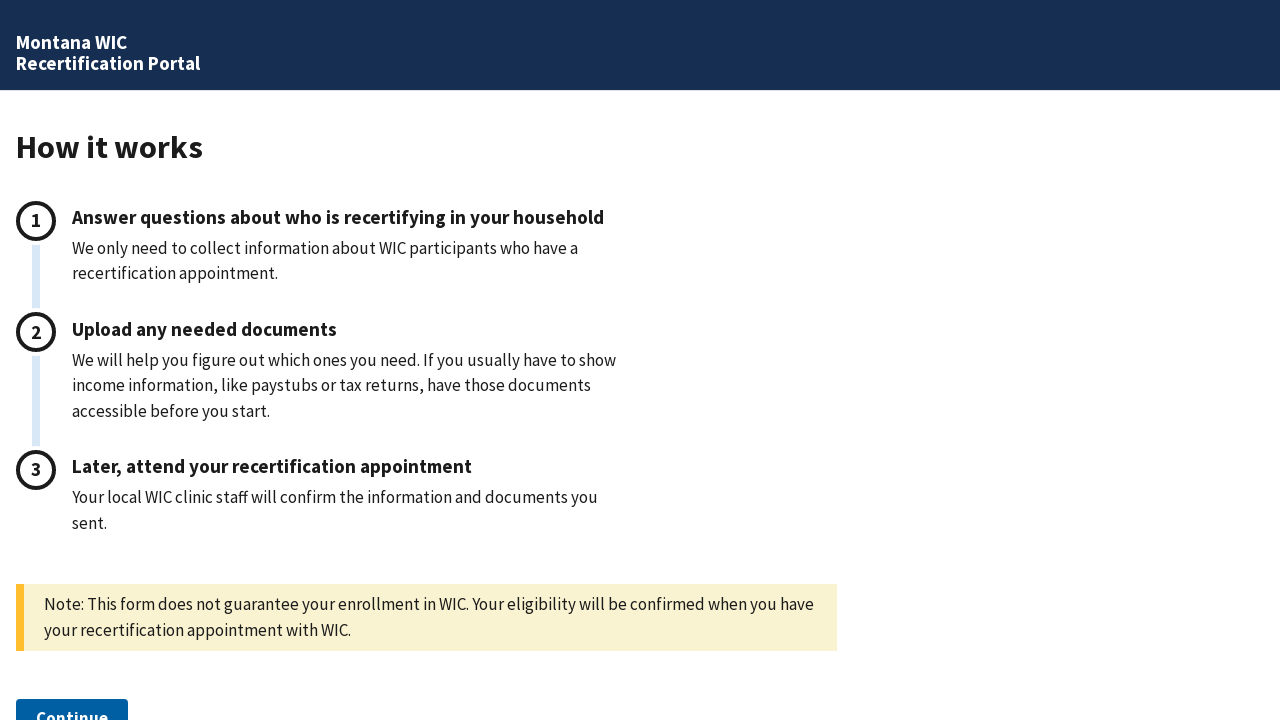 Montana WIC
Recertification Portal
How it works
1
Answer questions about who is recertifying in your household
We only need to collect information about WIC participants who have a
recertification appointment.
2
Upload any needed documents
We will help you figure out which ones you need. If you usually have to show
income information, like paystubs or tax returns, have those documents
accessible before you start.
3
Later, attend your recertification appointment
Your local WIC clinic staff will confirm the information and documents you
sent.
Note: This form does not guarantee your enrollment in WIC. Your eligibility will be confirmed when you have
your recertification appointment with WIC.
Continue